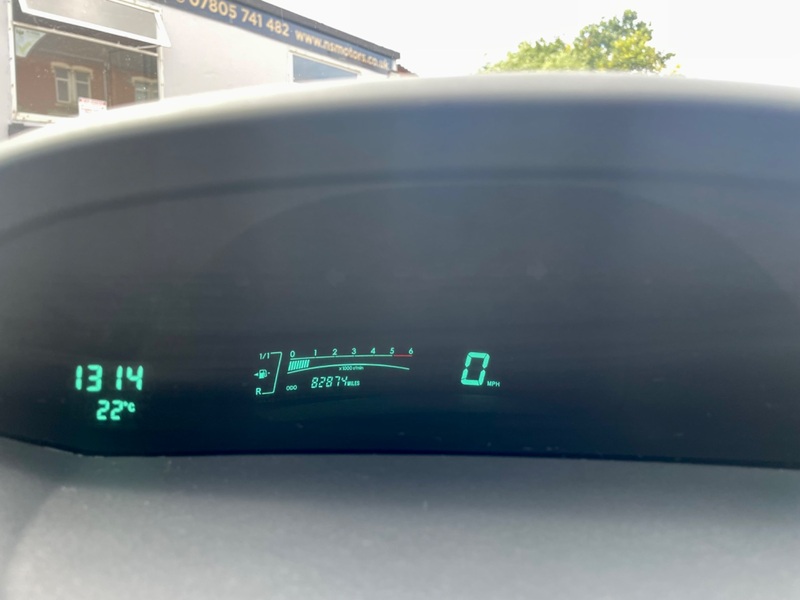 07805 741 482 www.nsmotors.co.uk
1314
22°C
1/1
R
0 1 2 3 4 5 6
x1000 r/min
ODO 82874 MILES
0 MPH